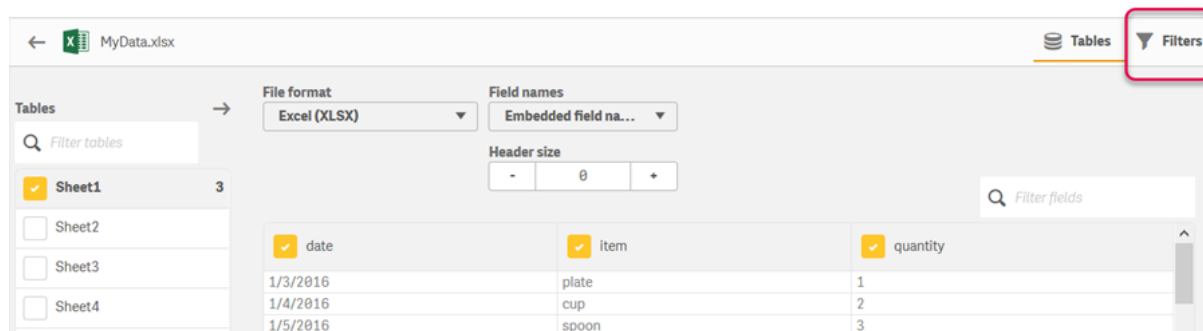 MyData.xlsx
Tables
Filters
Tables
Filter tables
Sheet1 3
Sheet2
Sheet3
Sheet4
File format
Excel (XLSX)
Field names
Embedded field na...
Header size
- 0 +
Filter fields
date item quantity
1/3/2016 plate 1
1/4/2016 cup 2
1/5/2016 spoon 3